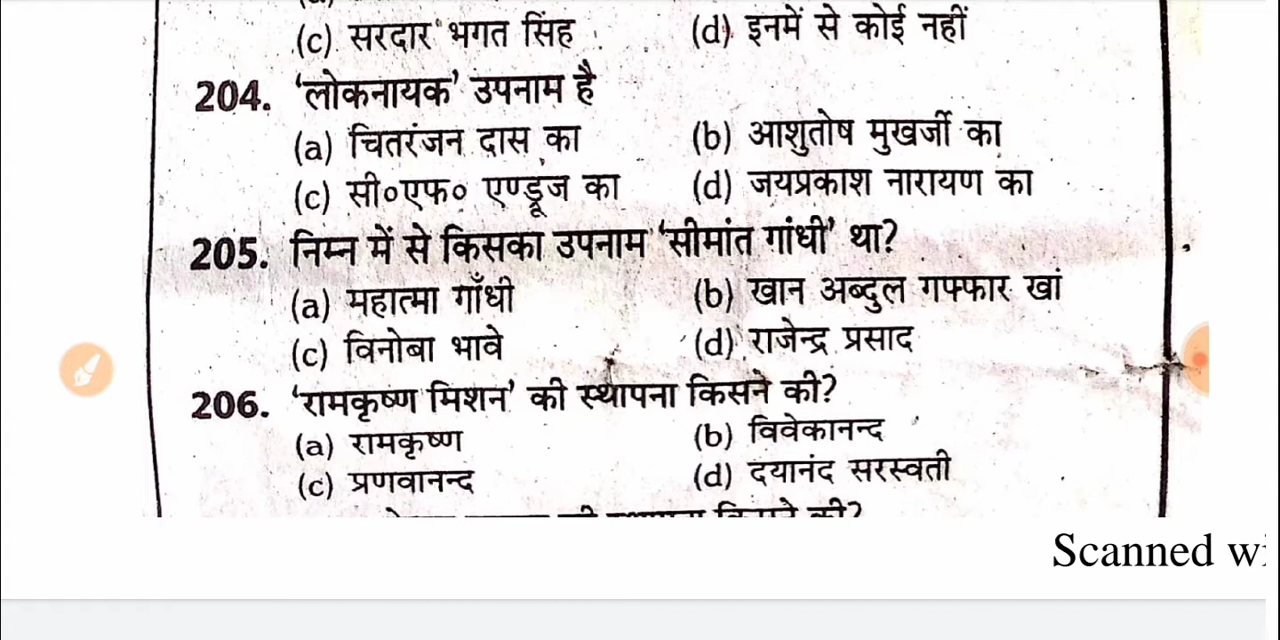 (c) सरदार भगत सिंह (d) इनमें से कोई नहीं
204. 'लोकनायक' उपनाम है
(a) चितरंजन दास का (b) आशुतोष मुखर्जी का
(c) सी०एफ० एण्ड्रूज का (d) जयप्रकाश नारायण का
205. निम्न में से किसका उपनाम 'सीमांत गांधी' था?
(a) महात्मा गाँधी (b) खान अब्दुल गफ्फार खां
(c) विनोबा भावे (d) राजेन्द्र प्रसाद
206. 'रामकृष्ण मिशन' की स्थापना किसने की?
(a) रामकृष्ण (b) विवेकानन्द
(c) प्रणवानन्द (d) दयानंद सरस्वती
की?
Scanned